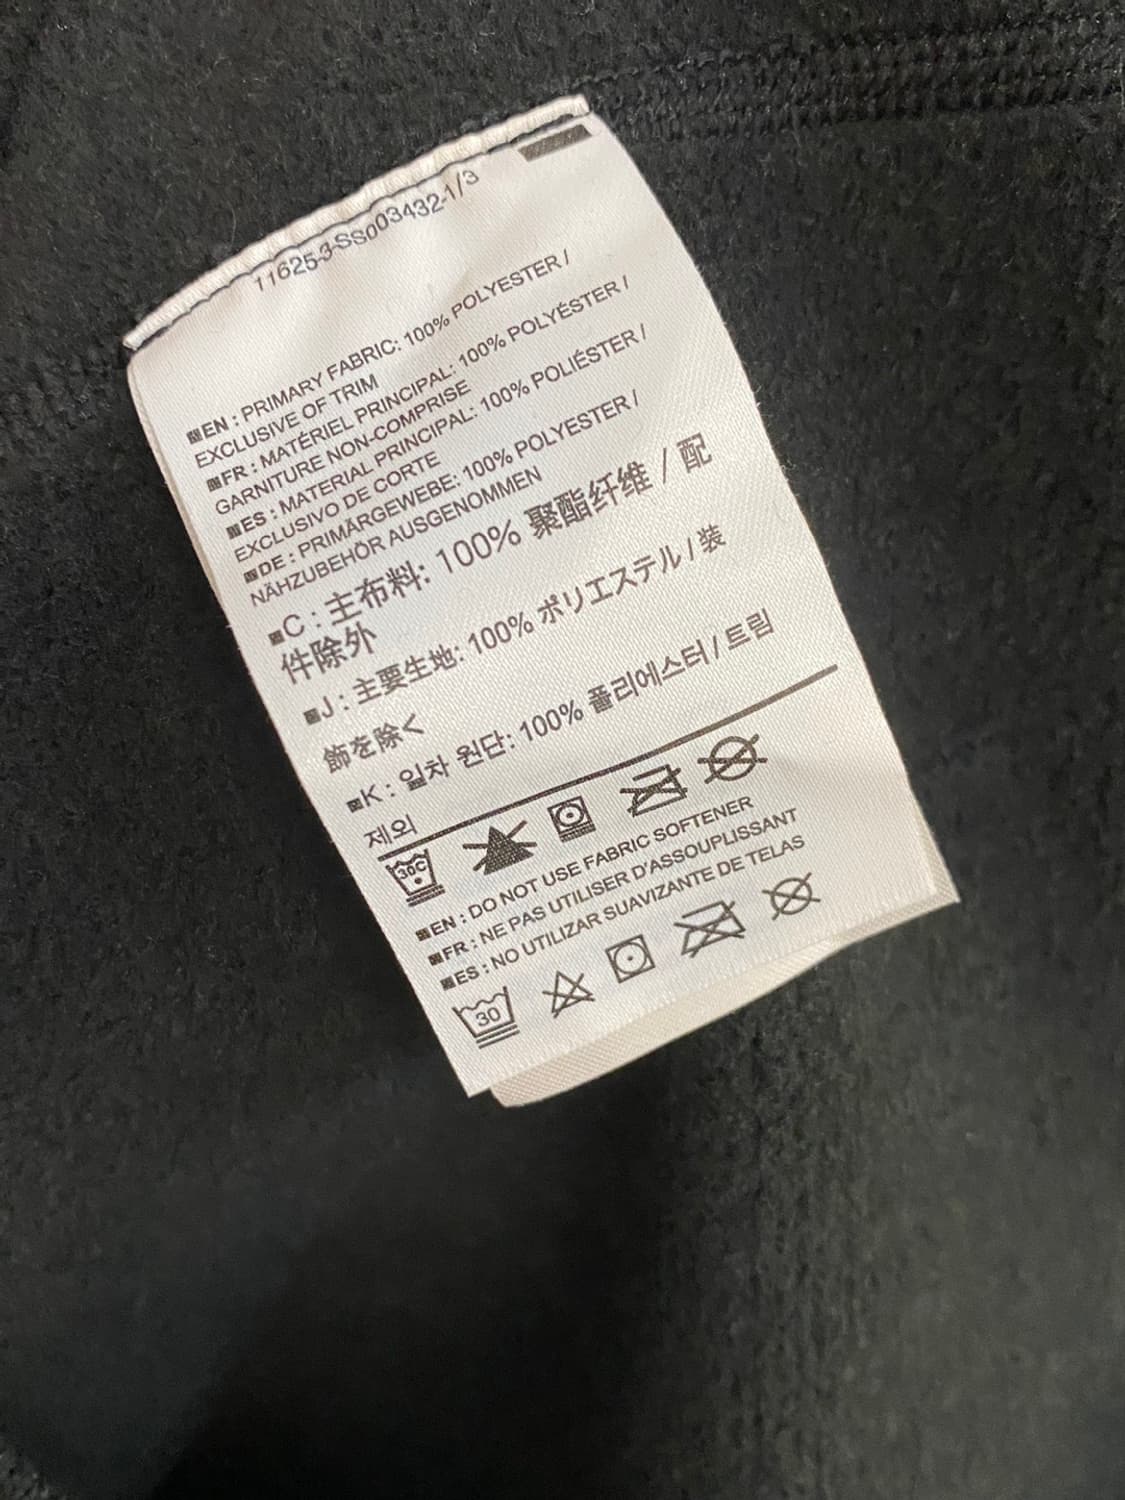 116253-SS003432-1/3
EN : PRIMARY FABRIC: 100% POLYESTER /
EXCLUSIVE OF TRIM
FR : MATÉRIEL PRINCIPAL: 100% POLYÉSTER /
GARNITURE NON-COMPRISE
ES : MATERIAL PRINCIPAL: 100% POLIÉSTER /
EXCLUSIVO DE CORTE
DE : PRIMÄRGEWEBE: 100% POLYESTER /
NÄHZUBEHÖR AUSGENOMMEN
C : 主布料: 100% 聚酯纤维 / 配
件除外
J : 主要生地: 100% ポリエステル / 装
飾を除く
K : 일차 원단: 100% 폴리에스터 / 트림
제외
30C
EN : DO NOT USE FABRIC SOFTENER
FR : NE PAS UTILISER D'ASSOUPLISSANT
ES : NO UTILIZAR SUAVIZANTE DE TELAS
30